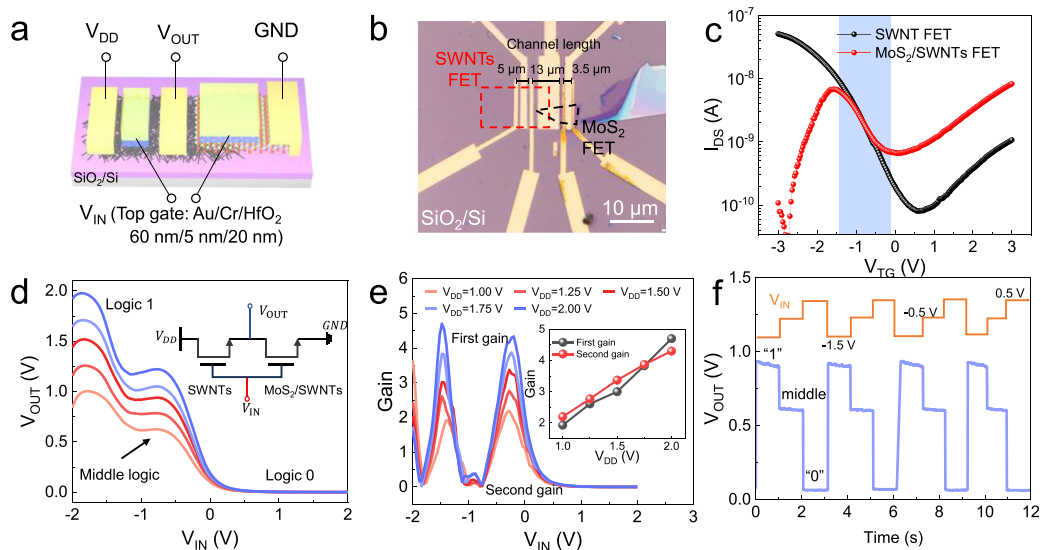 a
V_DD
V_OUT
GND
SiO₂/Si
V_IN (Top gate: Au/Cr/HfO₂
60 nm/5 nm/20 nm)
b
Channel length
SWNTs
FET
5 μm
13 μm
3.5 μm
MoS₂
FET
SiO₂/Si
10 μm
c
SWNT FET
MoS₂/SWNTs FET
I_DS (A)
10⁻⁷
10⁻⁸
10⁻⁹
10⁻¹⁰
-3 -2 -1 0 1 2 3
V_TG (V)
d
Logic 1
V_OUT
V_DD
GND
SWNTs
MoS₂/SWNTs
V_IN
Middle logic
Logic 0
V_OUT (V)
2.0
1.5
1.0
0.5
0.0
-2 -1 0 1 2
V_IN (V)
e
V_DD=1.00 V
V_DD=1.25 V
V_DD=1.50 V
V_DD=1.75 V
V_DD=2.00 V
First gain
Second gain
Gain
6
5
4
3
2
1
0
-2 -1 0 1 2
V_IN (V)
First gain
Second gain
Gain
5
4
3
2
1.0 1.5 2.0
V_DD (V)
f
V_IN
0.5 V
-0.5 V
-1.5 V
"1"
middle
"0"
V_OUT (V)
1.5
1.0
0.5
0.0
0 2 4 6 8 10 12
Time (s)